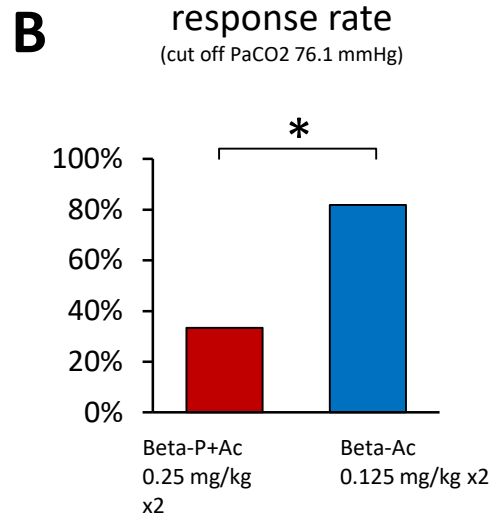 B
response rate
(cut off PaCO2 76.1 mmHg)
*
100%
80%
60%
40%
20%
0%
Beta-P+Ac
0.25 mg/kg
x2
Beta-Ac
0.125 mg/kg x2